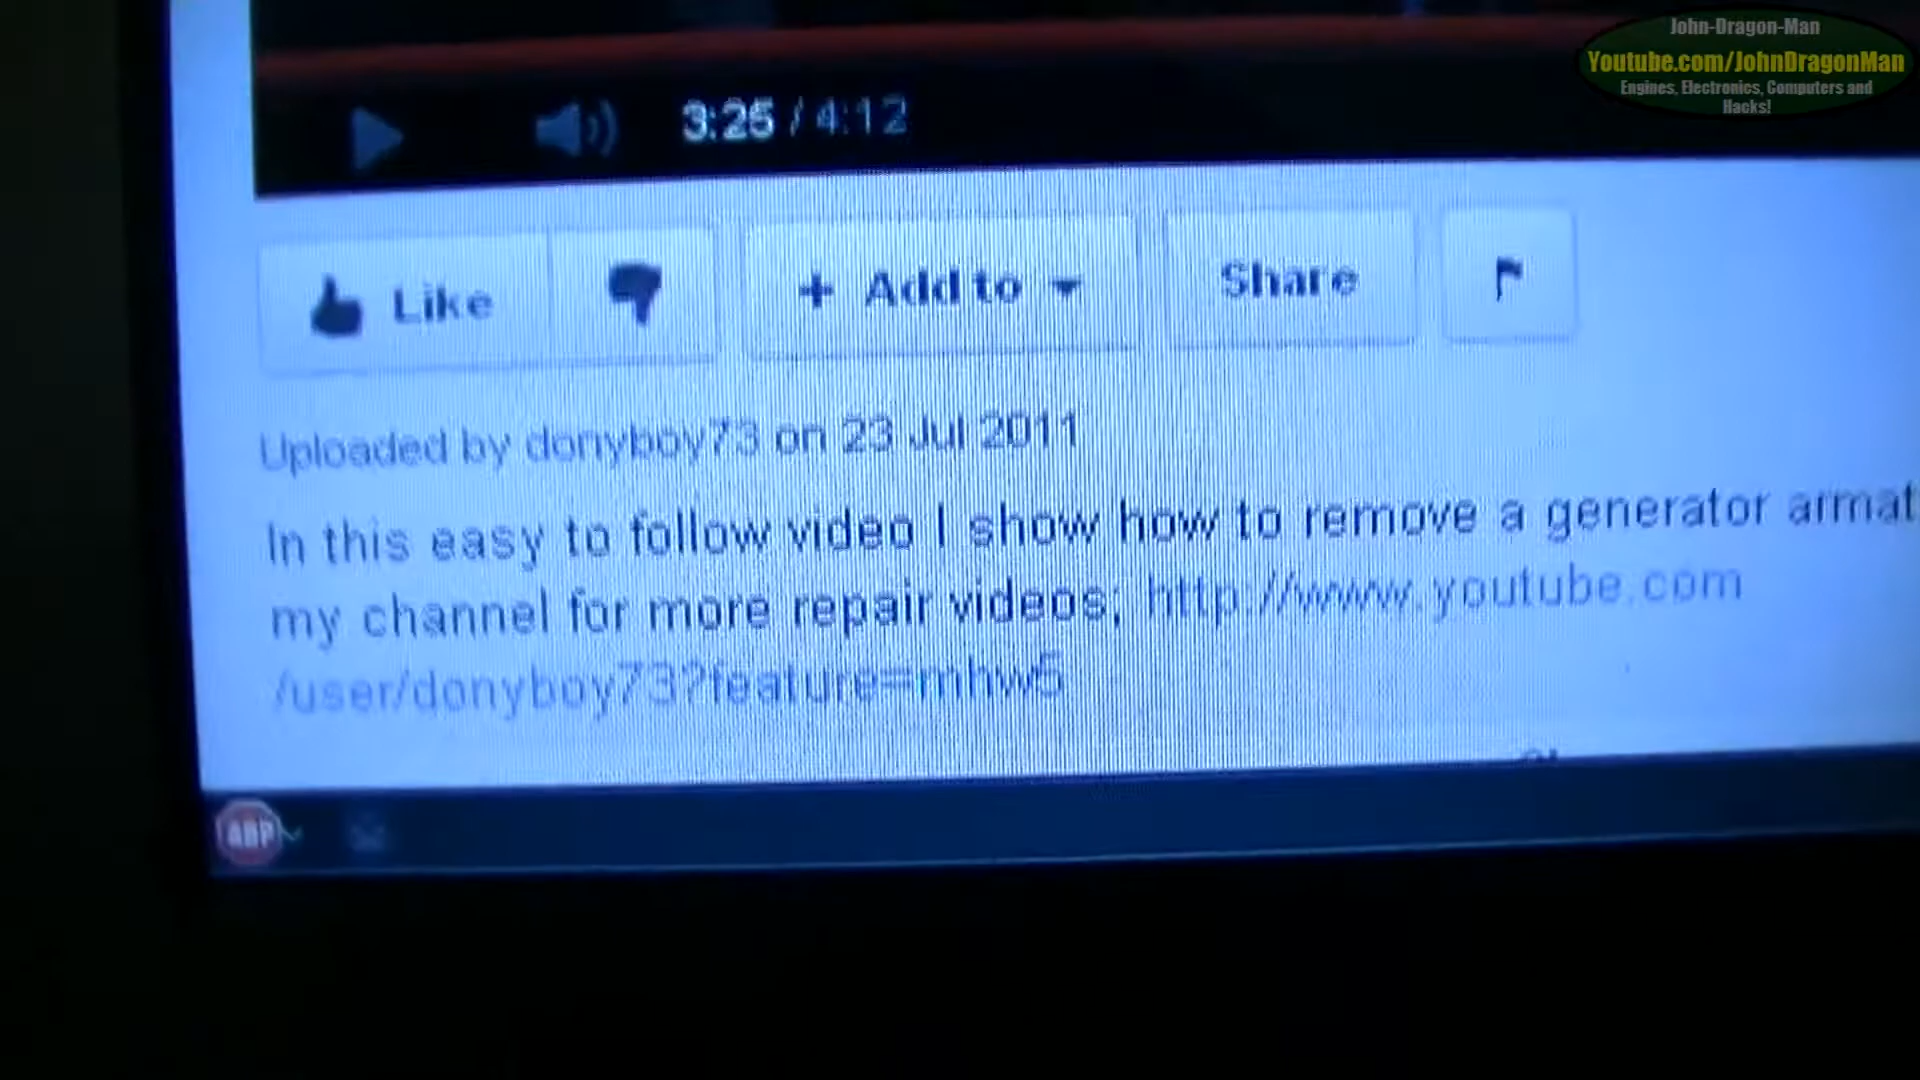 John-Dragon-Man
Youtube.com/JohnDragonMan
Engines, Electronics, Computers and
Hacks!
3:25 / 4:12
Like
+ Add to
Share
Uploaded by donyboy73 on 23 Jul 2011
In this easy to follow video I show how to remove a generator armat
my channel for more repair videos; http://www.youtube.com
/user/donyboy73?feature=mhw5
ABP